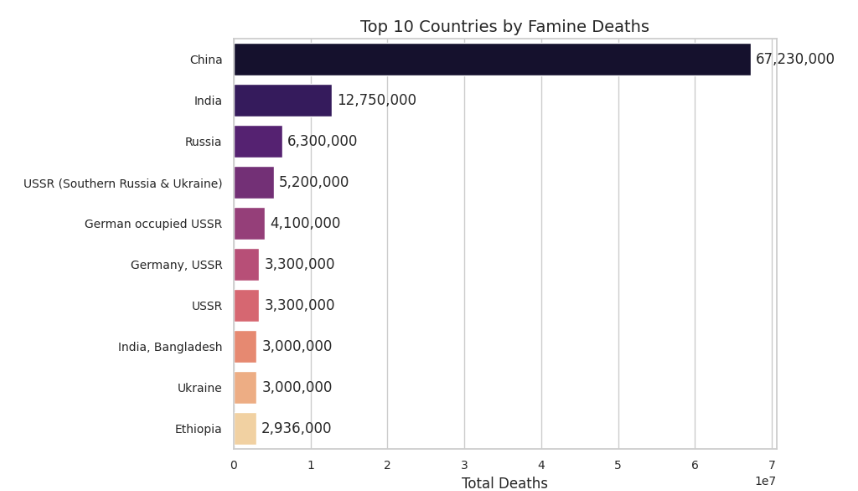 Top 10 Countries by Famine Deaths
China 67,230,000
India 12,750,000
Russia 6,300,000
USSR (Southern Russia & Ukraine) 5,200,000
German occupied USSR 4,100,000
Germany, USSR 3,300,000
USSR 3,300,000
India, Bangladesh 3,000,000
Ukraine 3,000,000
Ethiopia 2,936,000
0 1 2 3 4 5 6 7
1e7
Total Deaths